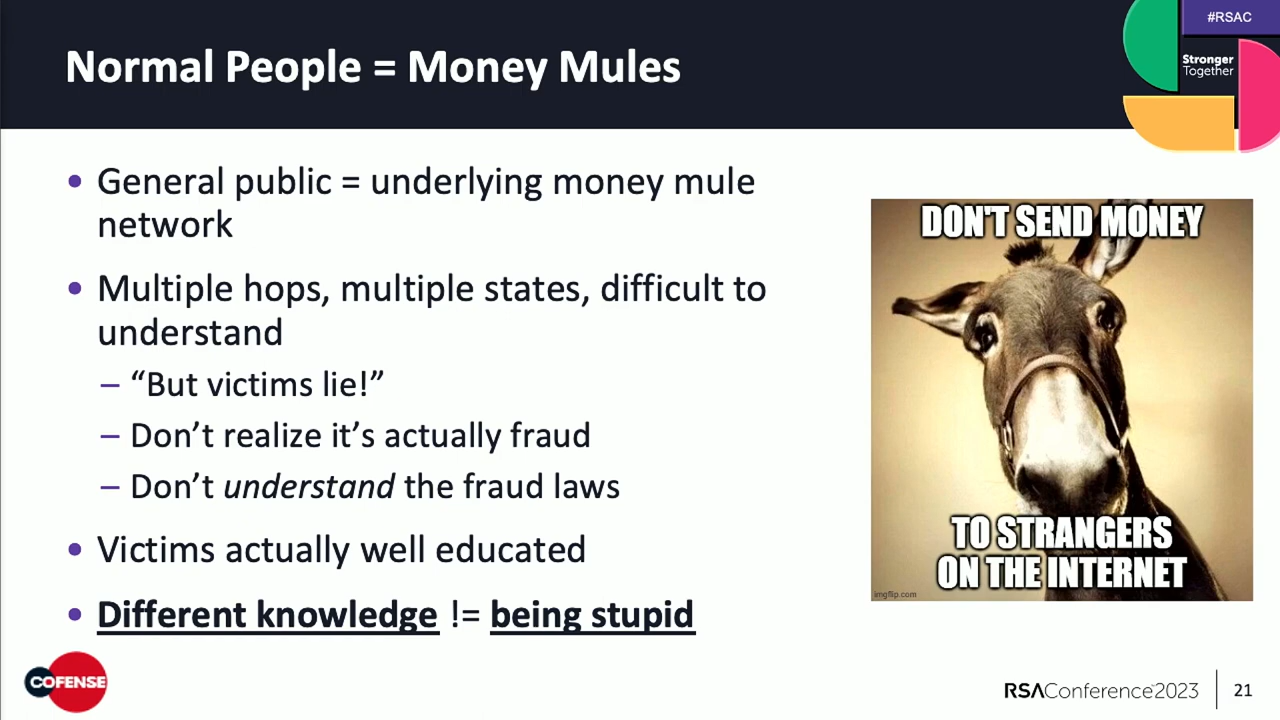 #RSAC
Normal People = Money Mules
Stronger
Together
• General public = underlying money mule
network
• Multiple hops, multiple states, difficult to
understand
– “But victims lie!”
– Don’t realize it’s actually fraud
– Don’t understand the fraud laws
• Victims actually well educated
• Different knowledge != being stupid
DON'T SEND MONEY
TO STRANGERS
ON THE INTERNET
imgflip.com
COFENSE
RSAConference™2023
21